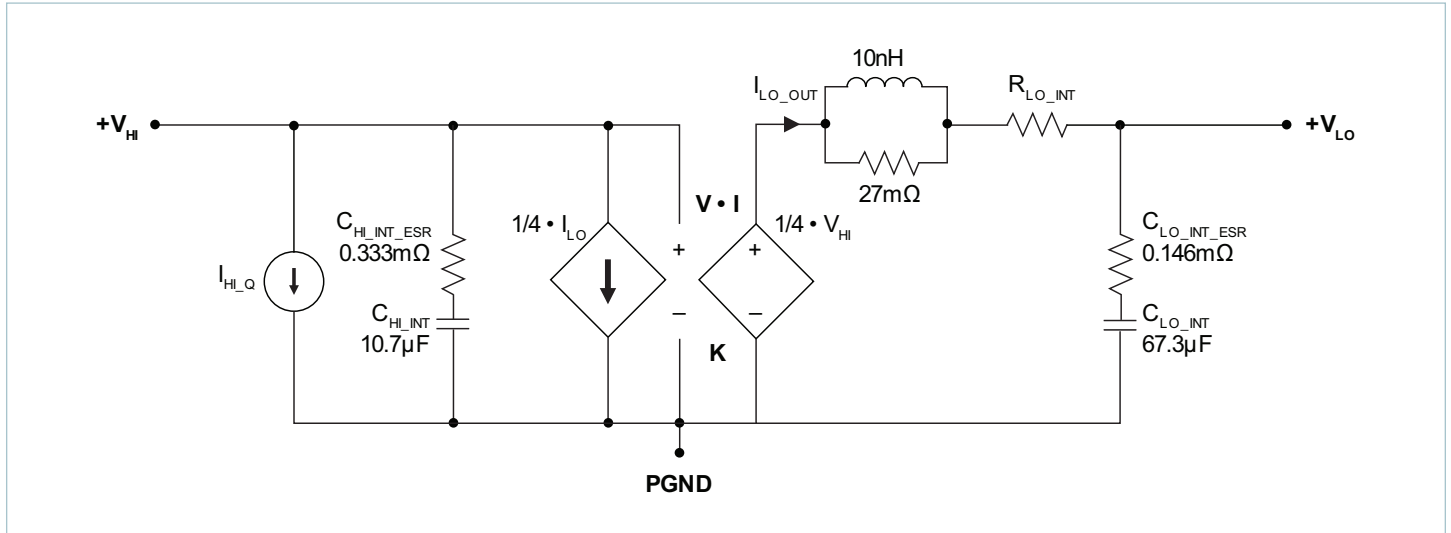 10nH
I_LO_OUT
R_LO_INT
+V_HI
+V_LO
27mΩ
V • I
C_HI_INT_ESR
0.333mΩ
1/4 • I_LO
+
+
1/4 • V_HI
C_LO_INT_ESR
0.146mΩ
I_HI_Q
C_HI_INT
10.7µF
–
–
C_LO_INT
67.3µF
K
PGND